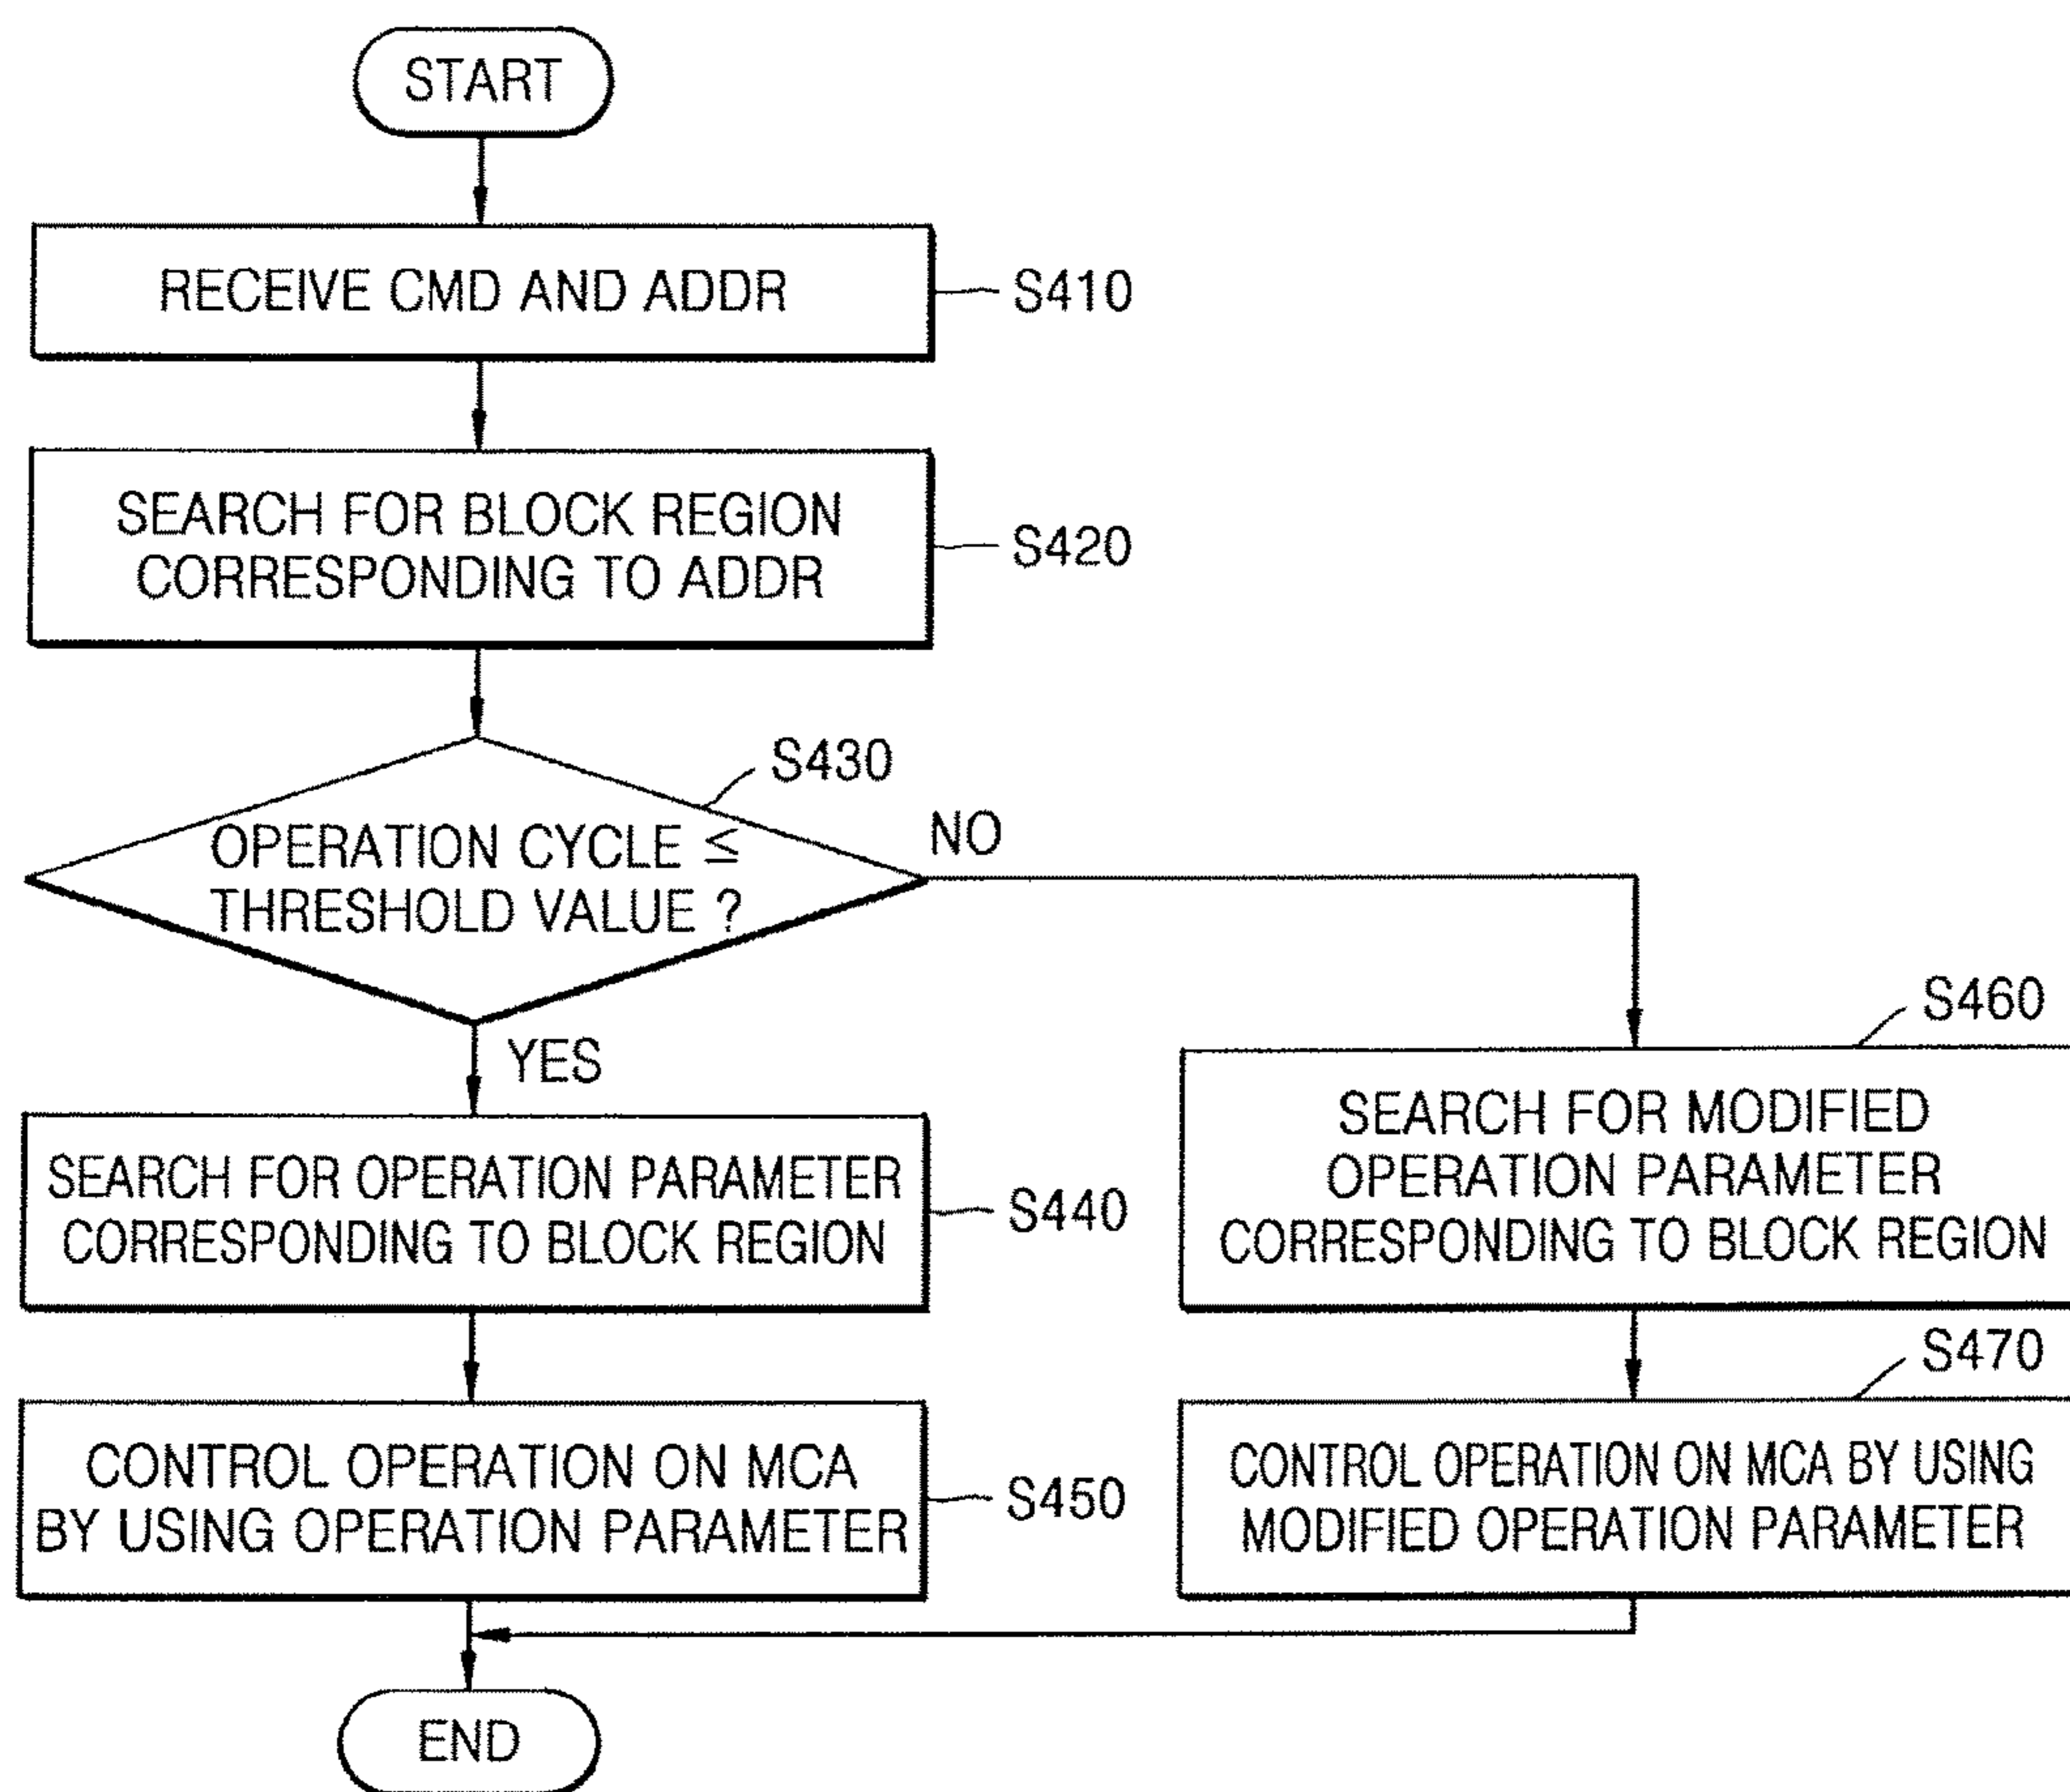 START
RECEIVE CMD AND ADDR
S410
SEARCH FOR BLOCK REGION
CORRESPONDING TO ADDR
S420
S430
OPERATION CYCLE ≤
THRESHOLD VALUE ?
NO
YES
SEARCH FOR OPERATION PARAMETER
CORRESPONDING TO BLOCK REGION
S440
CONTROL OPERATION ON MCA
BY USING OPERATION PARAMETER
S450
S460
SEARCH FOR MODIFIED
OPERATION PARAMETER
CORRESPONDING TO BLOCK REGION
S470
CONTROL OPERATION ON MCA BY USING
MODIFIED OPERATION PARAMETER
END